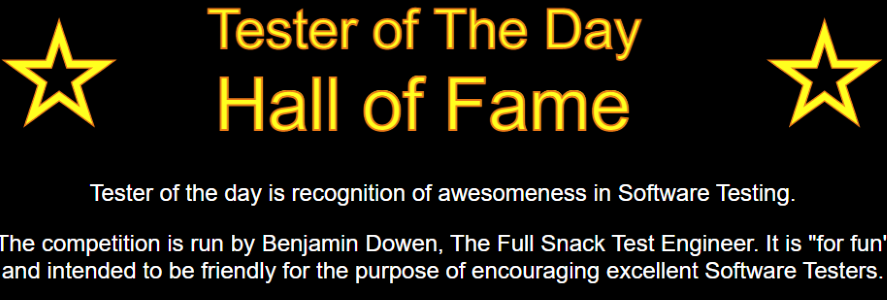 Tester of The Day
Hall of Fame
Tester of the day is recognition of awesomeness in Software Testing.
The competition is run by Benjamin Dowen, The Full Snack Test Engineer. It is "for fun"
and intended to be friendly for the purpose of encouraging excellent Software Testers.